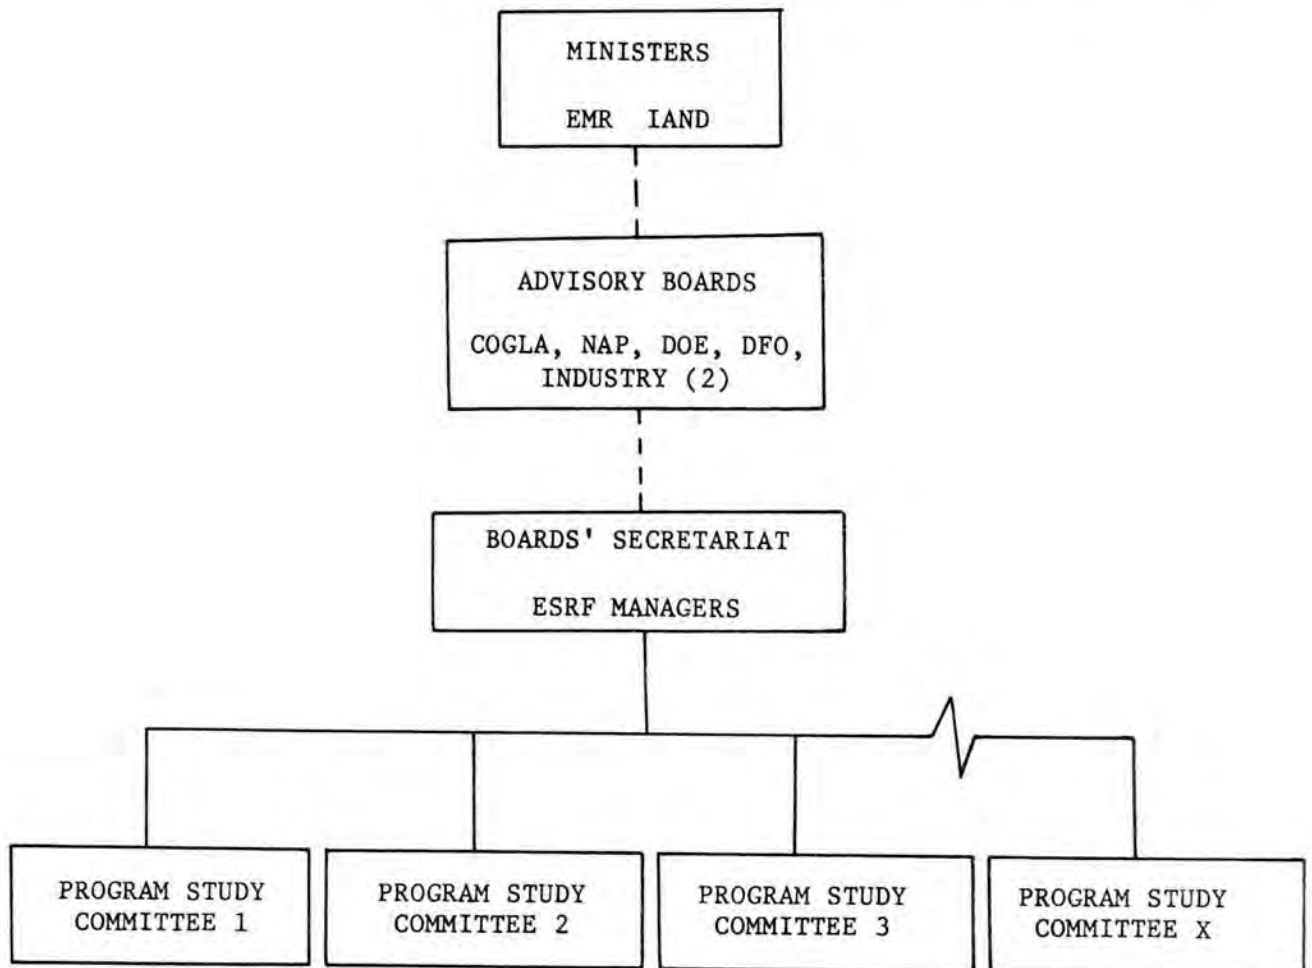 MINISTERS
EMR IAND
ADVISORY BOARDS
COGLA, NAP, DOE, DFO,
INDUSTRY (2)
BOARDS' SECRETARIAT
ESRF MANAGERS
PROGRAM STUDY
COMMITTEE 1
PROGRAM STUDY
COMMITTEE 2
PROGRAM STUDY
COMMITTEE 3
PROGRAM STUDY
COMMITTEE X